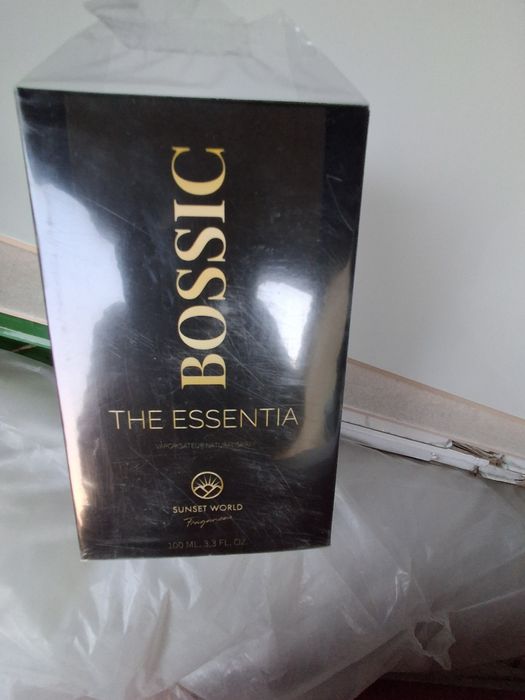 BOSSIC
THE ESSENTIA
SUNSET WORLD
100 ML. 3.3 FL. OZ